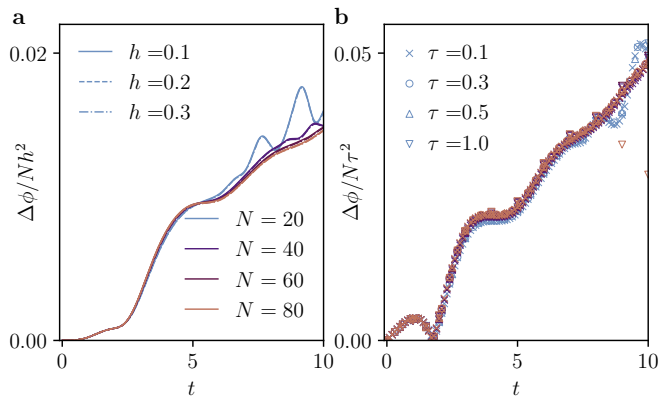 a
0.02
h =0.1
h =0.2
h =0.3
Δϕ/Nh²
N = 20
N = 40
N = 60
N = 80
0.00
0
5
10
t
b
0.05
τ =0.1
τ =0.3
τ =0.5
τ =1.0
Δϕ/Nτ²
0.00
0
5
10
t